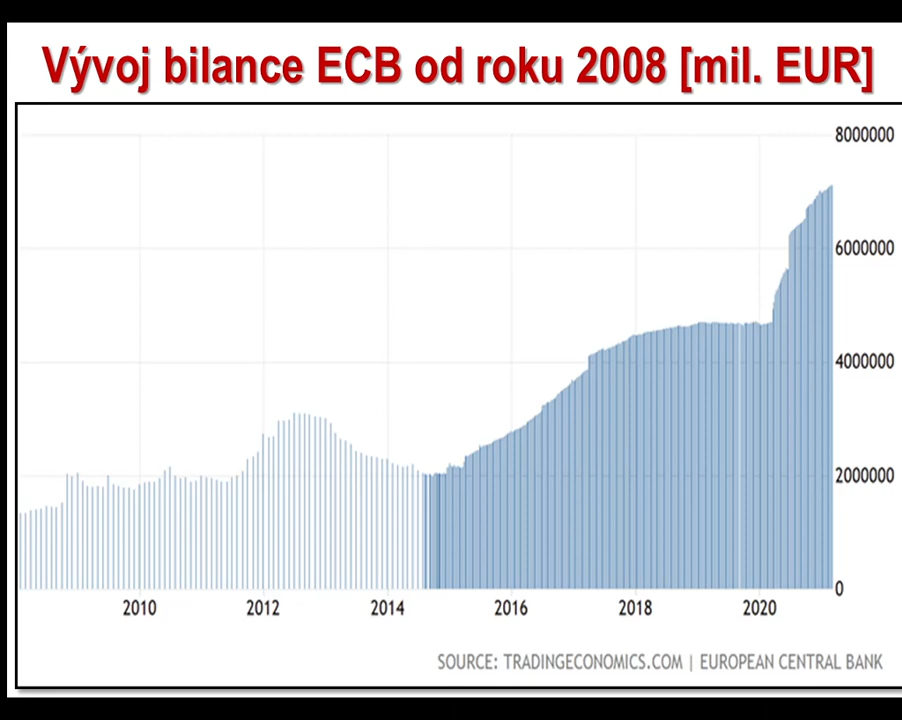 Vývoj bilance ECB od roku 2008 [mil. EUR]
8000000
6000000
4000000
2000000
0
2010 2012 2014 2016 2018 2020
SOURCE: TRADINGECONOMICS.COM | EUROPEAN CENTRAL BANK